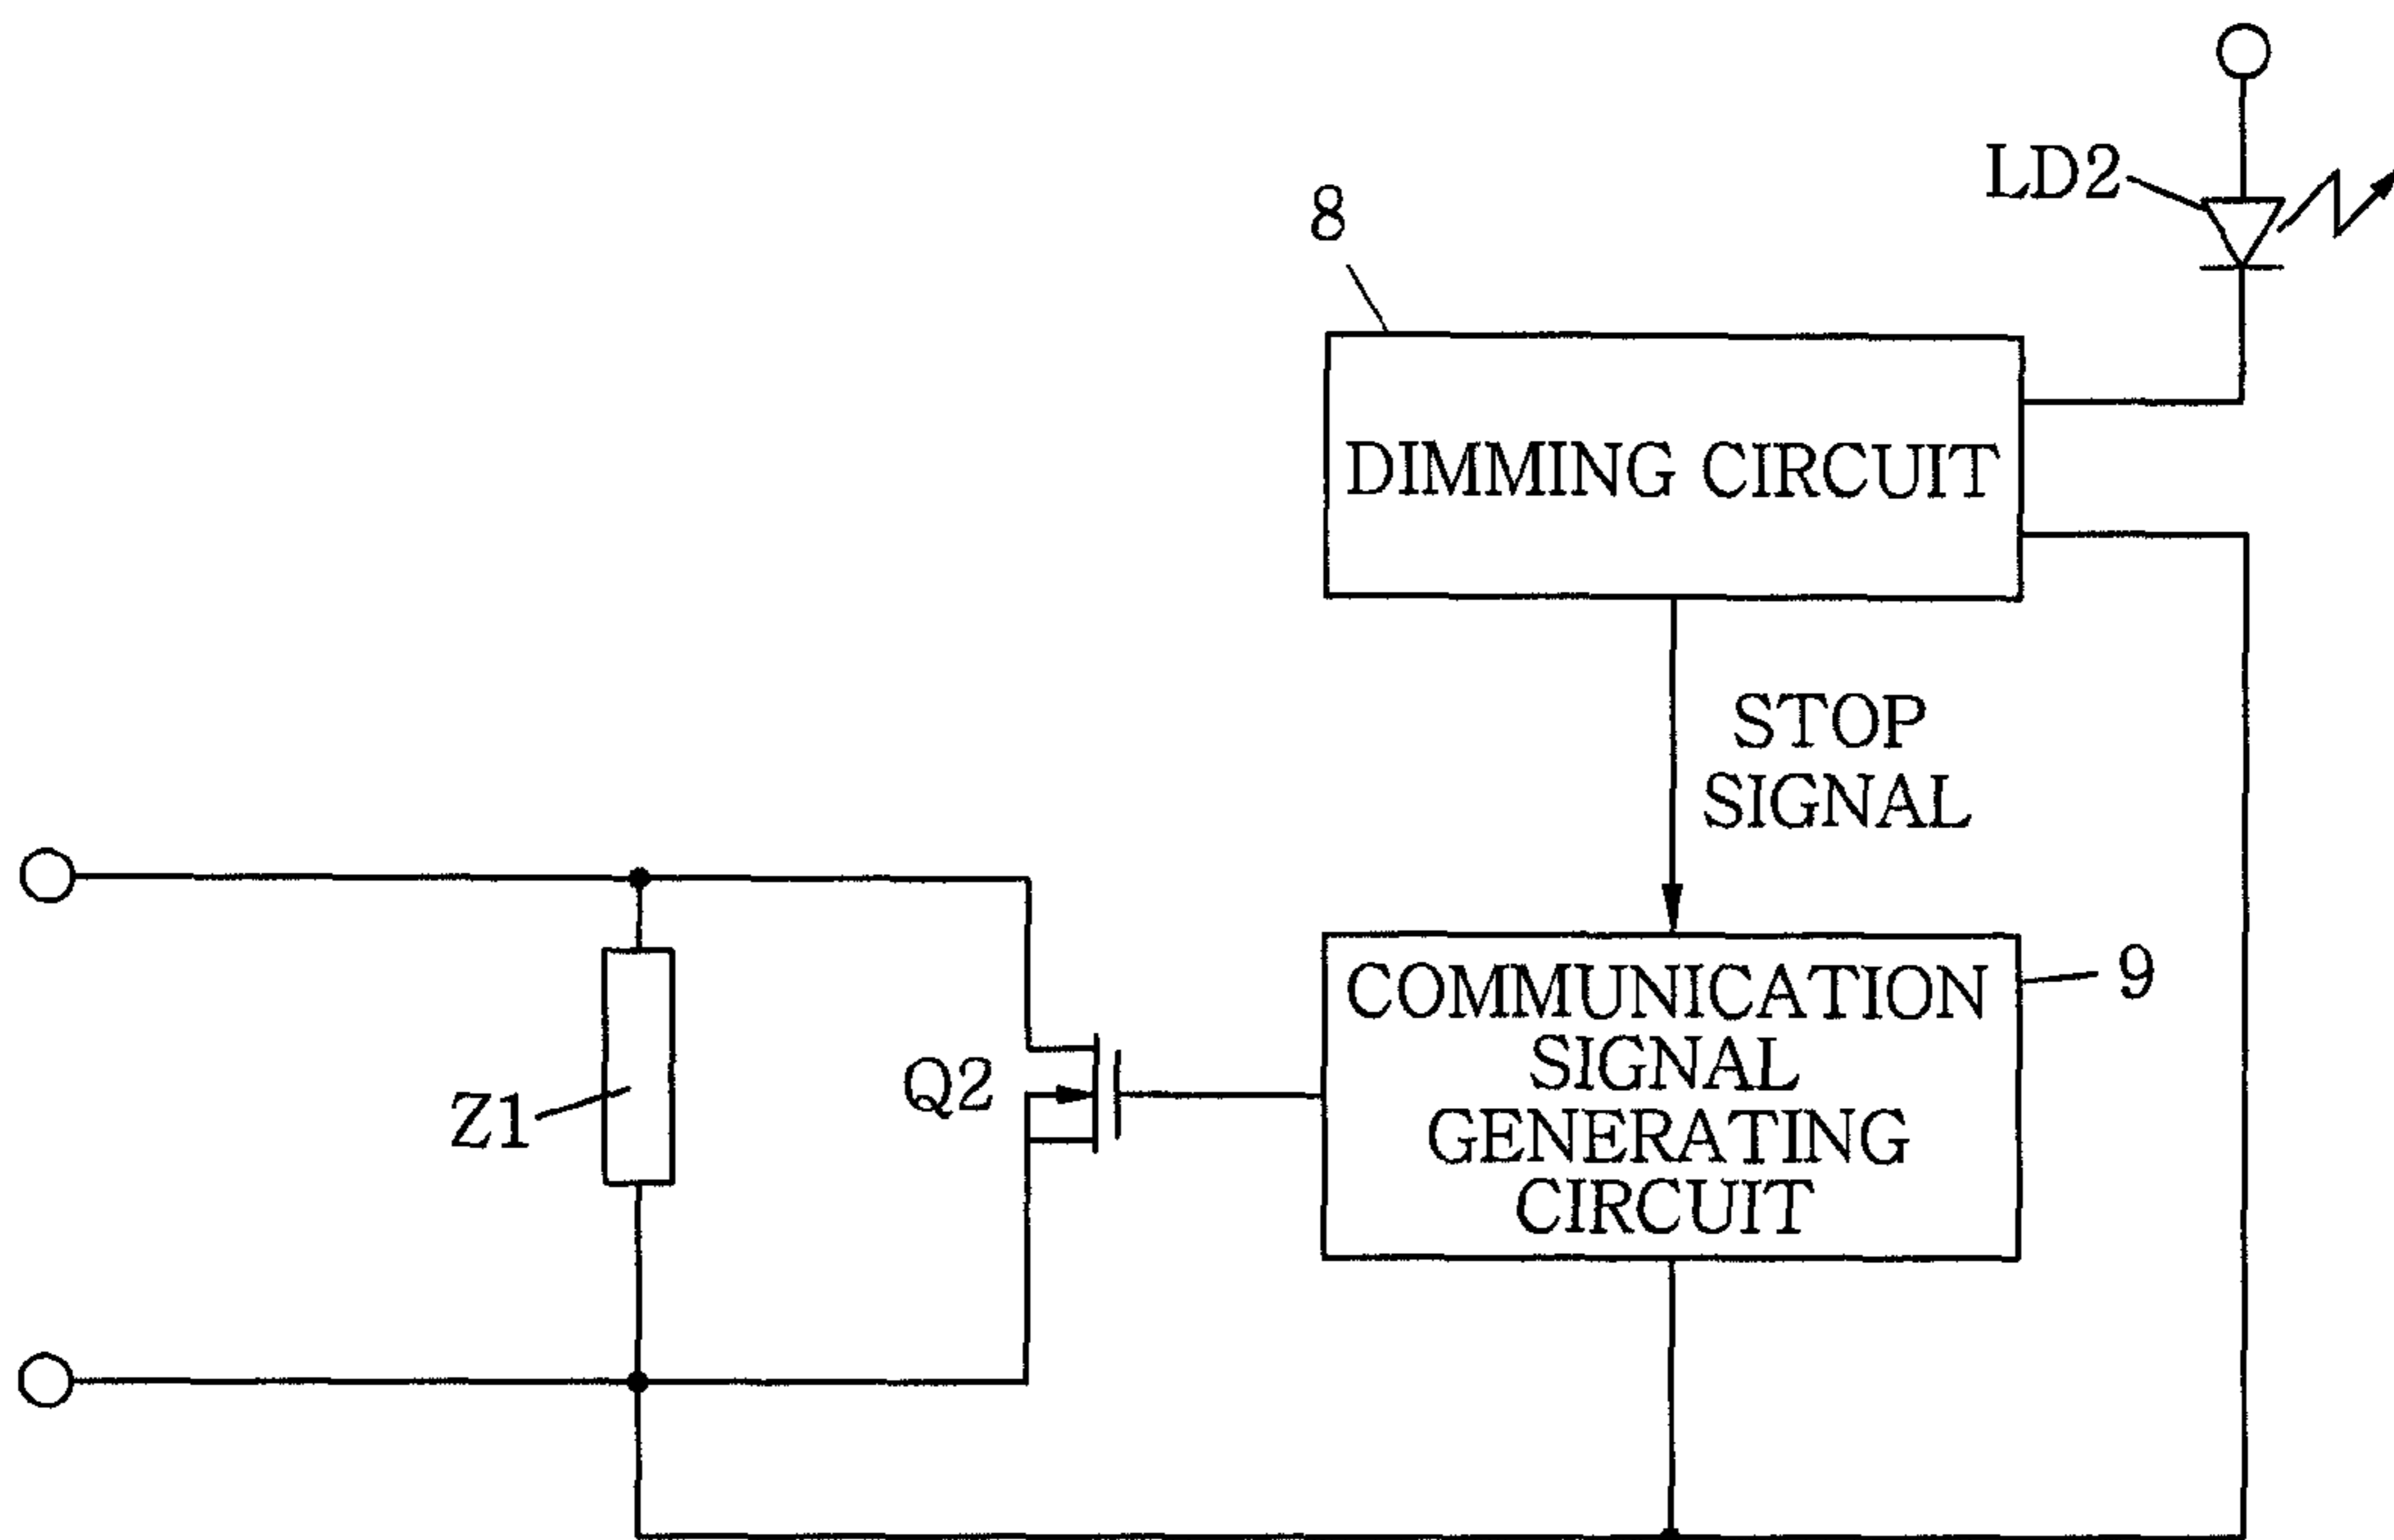 LD2
8
DIMMING CIRCUIT
STOP
SIGNAL
COMMUNICATION
SIGNAL
GENERATING
CIRCUIT
9
Q2
Z1